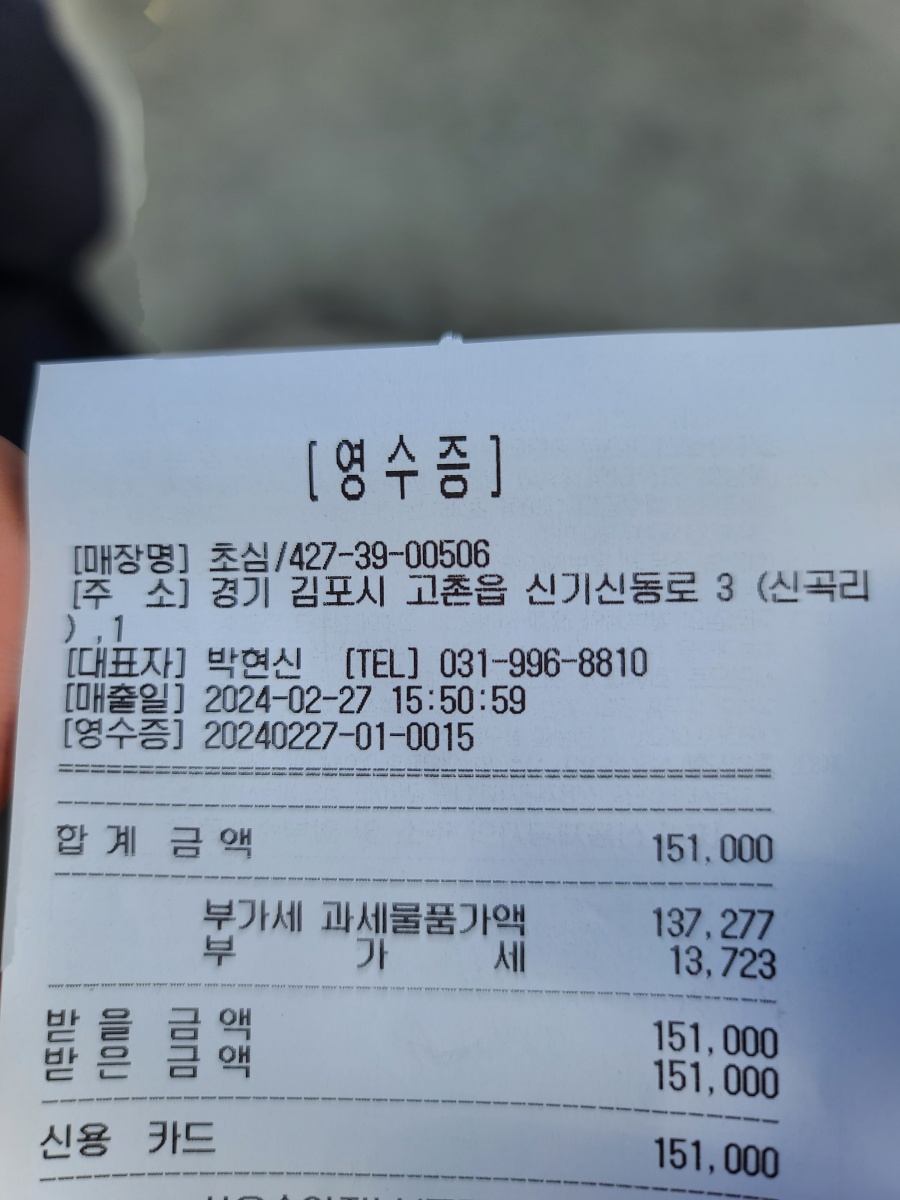 [영수증]
[매장명] 초심/427-39-00506
[주 소] 경기 김포시 고촌읍 신기신동로 3 (신곡리
) ,1
[대표자] 박현신 [TEL] 031-996-8810
[매출일] 2024-02-27 15:50:59
[영수증] 20240227-01-0015
합 계 금 액 151,000
부가세 과세물품가액 137,277
부 가 세 13,723
받 을 금 액 151,000
받 은 금 액 151,000
신용 카드 151,000